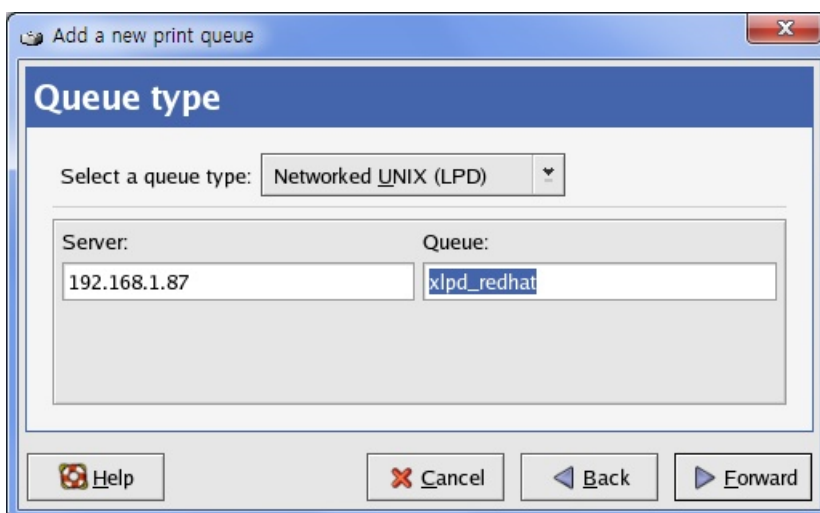 Add a new print queue
Queue type
Select a queue type: Networked UNIX (LPD)
Server: Queue:
192.168.1.87 xlpd_redhat
Help Cancel Back Forward